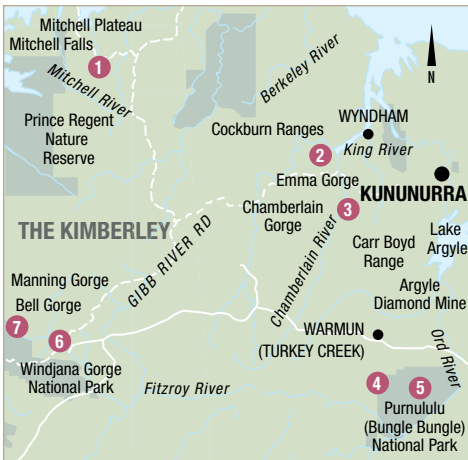 Mitchell Plateau
Mitchell Falls
1
Mitchell River
Berkeley River
N
Prince Regent
Nature
Reserve
Cockburn Ranges
WYNDHAM
2
King River
Emma Gorge
KUNUNURRA
Chamberlain
Gorge
3
THE KIMBERLEY
GIBB RIVER RD
Chamberlain River
Carr Boyd
Range
Lake
Argyle
Manning Gorge
Bell Gorge
Argyle
Diamond Mine
7
6
WARMUN
(TURKEY CREEK)
Ord River
Windjana Gorge
National Park
Fitzroy River
4
5
Purnululu
(Bungle Bungle)
National Park